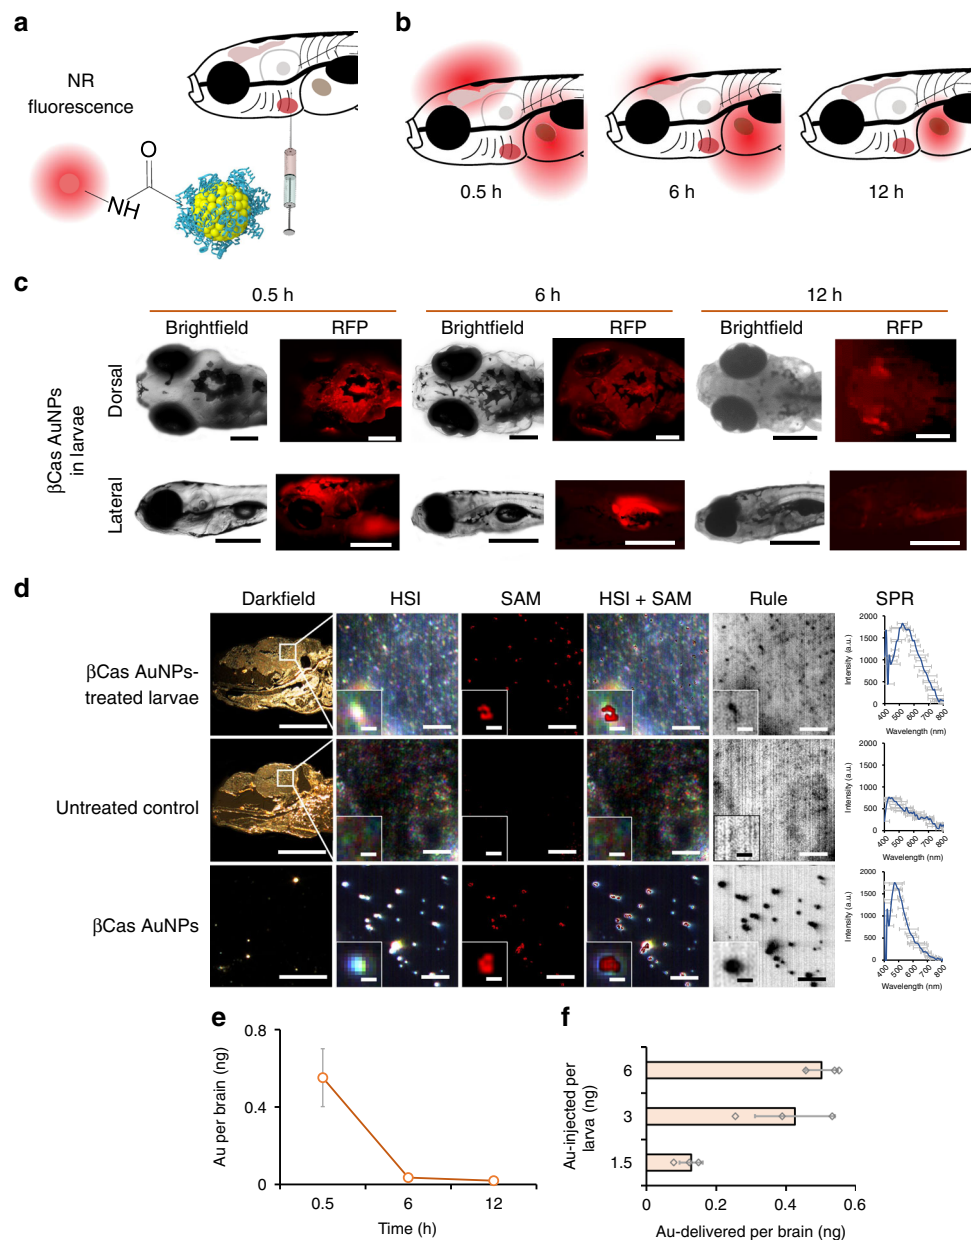 a
NR
fluorescence
O
NH
b
0.5 h
6 h
12 h
c
0.5 h
6 h
12 h
Brightfield
RFP
Brightfield
RFP
Brightfield
RFP
βCas AuNPs
in larvae
Dorsal
Lateral
d
Darkfield
HSI
SAM
HSI + SAM
Rule
SPR
βCas AuNPs-
treated larvae
Intensity (a.u.)
2000
1500
1000
500
0
400 500 600 700 800
Wavelength (nm)
Untreated control
Intensity (a.u.)
2000
1500
1000
500
0
400 500 600 700 800
Wavelength (nm)
βCas AuNPs
Intensity (a.u.)
2000
1500
1000
500
0
400 500 600 700 800
Wavelength (nm)
e
Au per brain (ng)
0.8
0.4
0
0.5 6 12
Time (h)
f
Au-injected per
larva (ng)
6
3
1.5
0 0.2 0.4 0.6
Au-delivered per brain (ng)